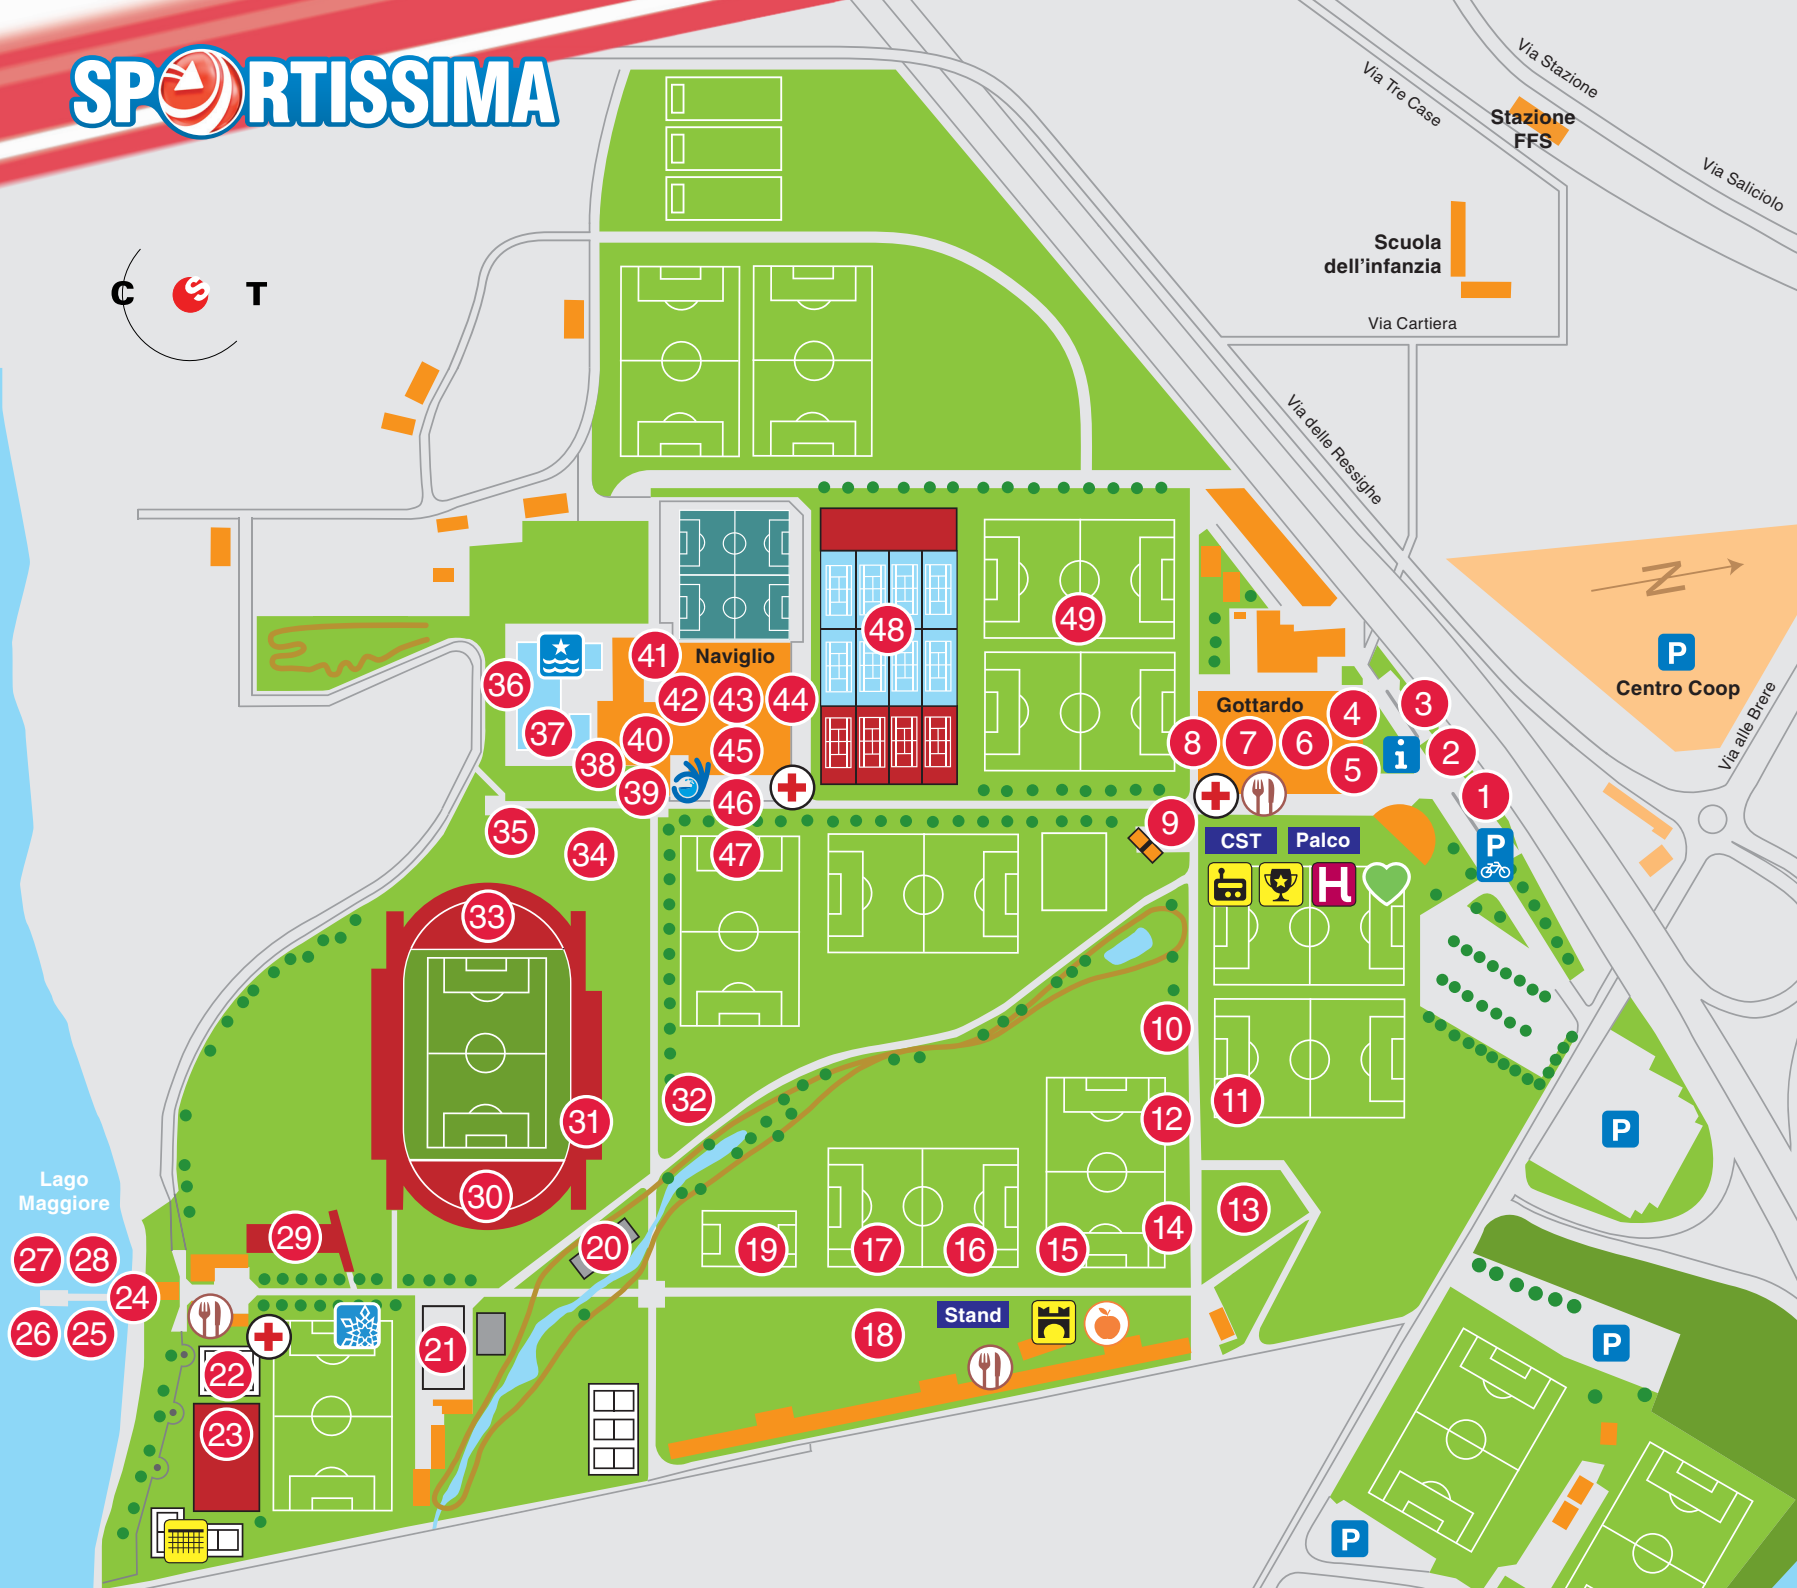 SPORTISSIMA
Via Stazione
Via Tre Case
Stazione
FFS
Via Saliciolo
Scuola
dell'infanzia
C S T
Via Cartiera
Via delle Ressighe
N
P
Centro Coop
Via alle Brere
Naviglio
41
36
42 43 44
37
40
45
38
39
46
35
34
47
48
49
Gottardo
3
4
8 7 6
2
5
i
1
9
CST Palco
P
H
33
10
32
31
11
12
P
30
Lago
Maggiore
27 28
24
26 25
29
20
19
17
16
15
14
13
Stand
18
21
22
23
P
P